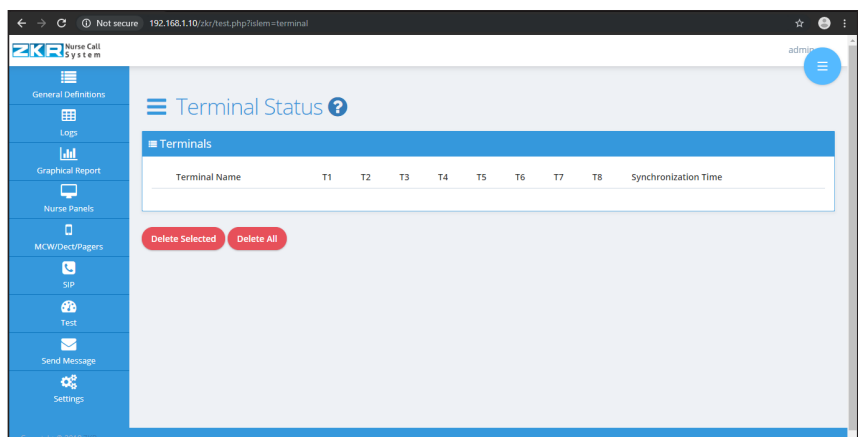 Not secure 192.168.1.10/zkr/test.php?islem=terminal
ZKR Nurse Call
System
General Definitions
Logs
Graphical Report
Nurse Panels
MCW/Dect/Pagers
SIP
Test
Send Message
Settings
Terminal Status ?
Terminals
Terminal Name T1 T2 T3 T4 T5 T6 T7 T8 Synchronization Time
Delete Selected Delete All